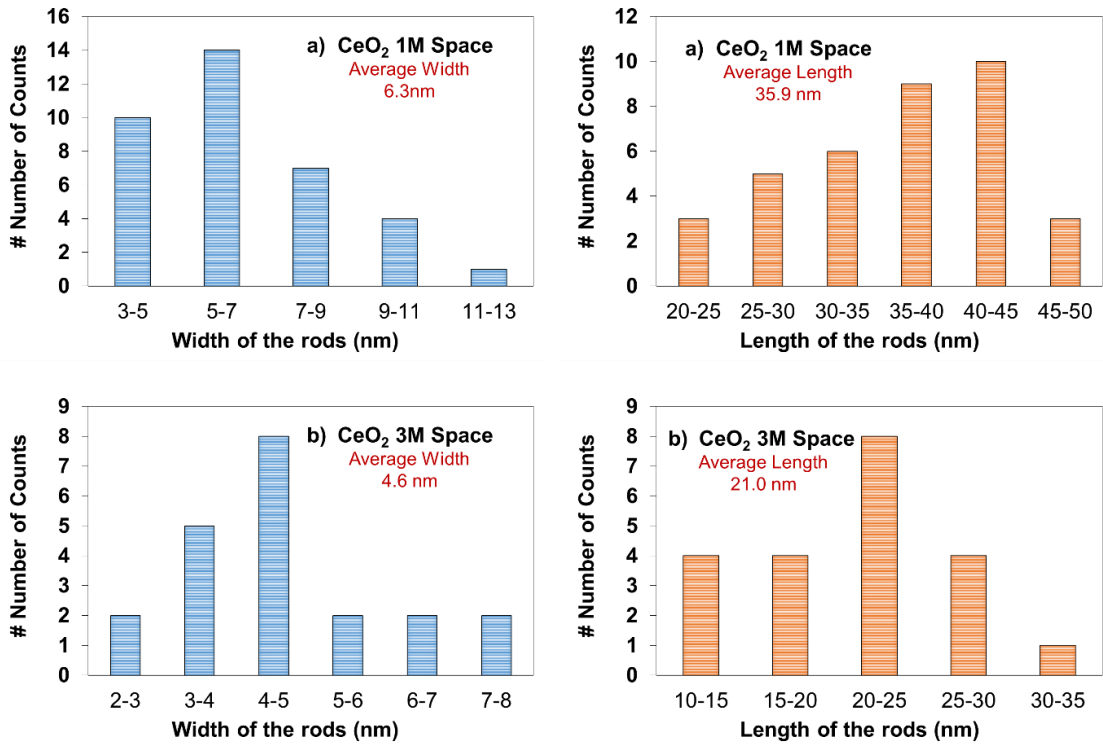 # Number of Counts
16
14
12
10
8
6
4
2
0
a) CeO₂ 1M Space
Average Width
6.3nm
3-5 5-7 7-9 9-11 11-13
Width of the rods (nm)
# Number of Counts
12
10
8
6
4
2
0
a) CeO₂ 1M Space
Average Length
35.9 nm
20-25 25-30 30-35 35-40 40-45 45-50
Length of the rods (nm)
# Number of Counts
9
8
7
6
5
4
3
2
1
0
b) CeO₂ 3M Space
Average Width
4.6 nm
2-3 3-4 4-5 5-6 6-7 7-8
Width of the rods (nm)
# Number of Counts
9
8
7
6
5
4
3
2
1
0
b) CeO₂ 3M Space
Average Length
21.0 nm
10-15 15-20 20-25 25-30 30-35
Length of the rods (nm)